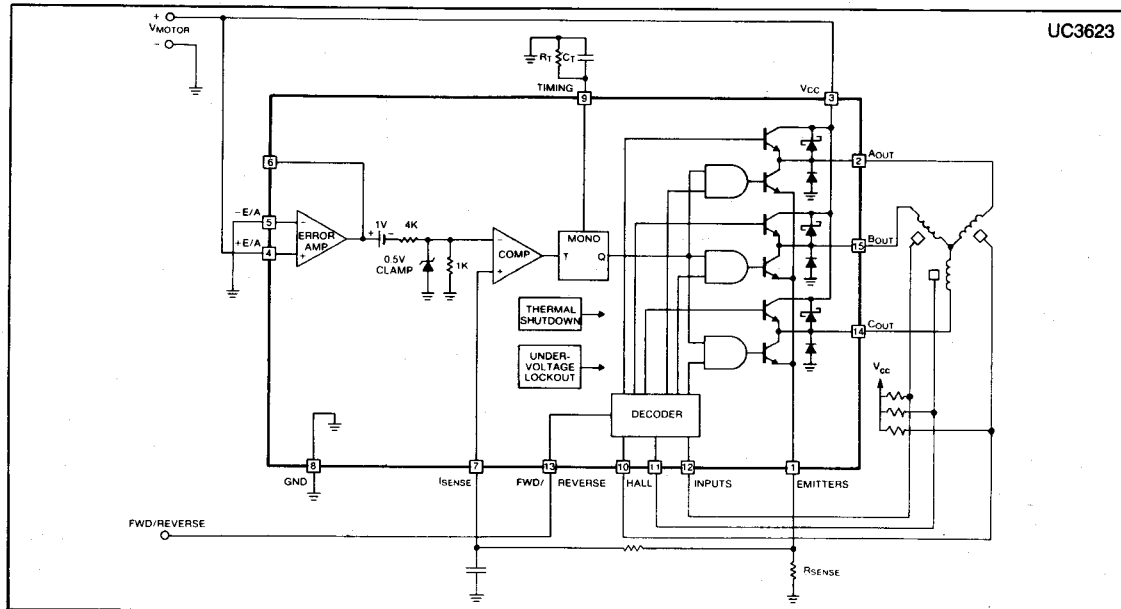 UC3623
+
VMOTOR
-
RT
CT
TIMING
9
VCC
3
6
-E/A
5
-
ERROR
AMP
+E/A
4
+
+
1V
-
4K
0.5V
CLAMP
1K
-
COMP
+
MONO
T
Q
THERMAL
SHUTDOWN
UNDER-
VOLTAGE
LOCKOUT
DECODER
2
AOUT
15
BOUT
14
COUT
Vcc
8
GND
7
ISENSE
13
FWD/
REVERSE
10
HALL
11
12
INPUTS
1
EMITTERS
FWD/REVERSE
RSENSE